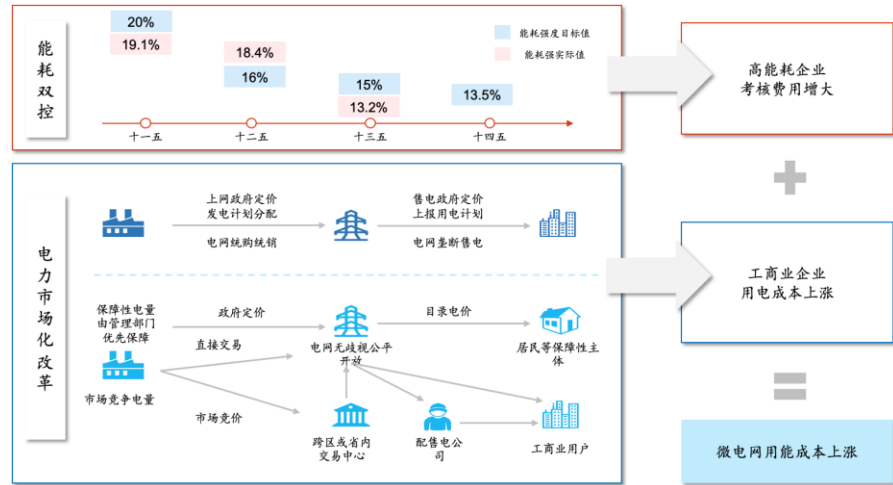 能耗双控
20%
19.1%
18.4%
16%
15%
13.2%
13.5%
能耗强度目标值
能耗强实际值
十一五
十二五
十三五
十四五
高能耗企业
考核费用增大
电力市场化改革
上网政府定价
发电计划分配
电网统购统销
售电政府定价
上报用电计划
电网垄断售电
保障性电量
由管理部门
优先保障
政府定价
目录电价
直接交易
电网无歧视公平
开放
居民等保障性主
体
市场竞争电量
市场竞价
跨区或省内
交易中心
配售电公
司
工商业用户
工商业企业
用电成本上涨
微电网用能成本上涨